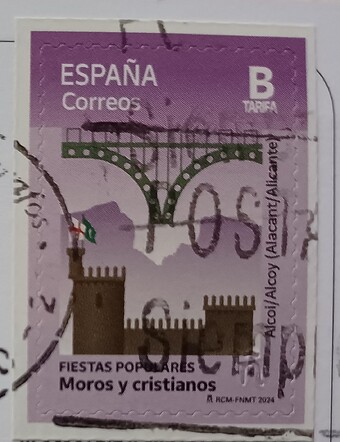 ESPAÑA
Correos
B
TARIFA
Alcoi/Alcoy (Alacant/Alicante)
FIESTAS POPULARES
Moros y cristianos
RCM-FNMT 2024